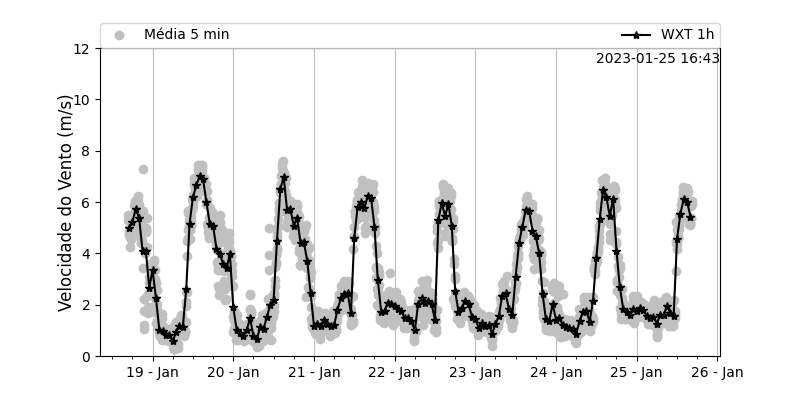 Média 5 min
WXT 1h
2023-01-25 16:43
Velocidade do Vento (m/s)
12
10
8
6
4
2
0
19 - Jan
20 - Jan
21 - Jan
22 - Jan
23 - Jan
24 - Jan
25 - Jan
26 - Jan